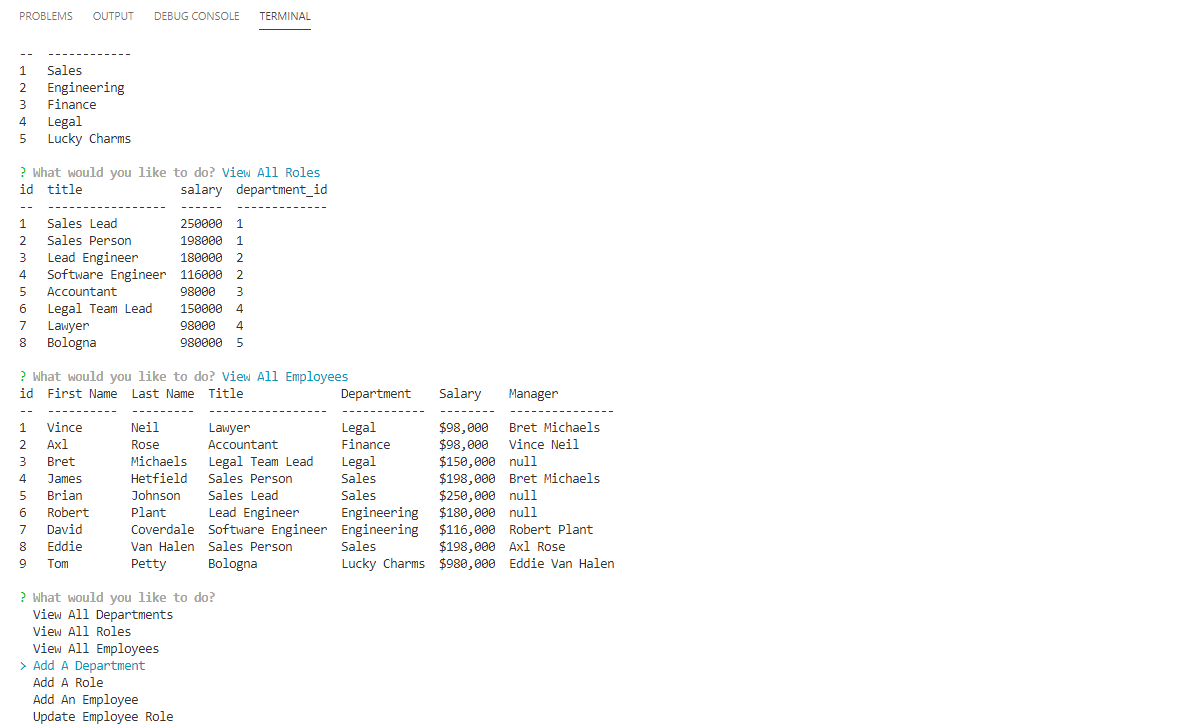 PROBLEMS OUTPUT DEBUG CONSOLE TERMINAL
-- ------------
1 Sales
2 Engineering
3 Finance
4 Legal
5 Lucky Charms
? What would you like to do? View All Roles
id title salary department_id
-- ----------------- ------ -------------
1 Sales Lead 250000 1
2 Sales Person 198000 1
3 Lead Engineer 180000 2
4 Software Engineer 116000 2
5 Accountant 98000 3
6 Legal Team Lead 150000 4
7 Lawyer 98000 4
8 Bologna 980000 5
? What would you like to do? View All Employees
id First Name Last Name Title Department Salary Manager
-- ---------- --------- ----------------- ------------ -------- ---------------
1 Vince Neil Lawyer Legal $98,000 Bret Michaels
2 Axl Rose Accountant Finance $98,000 Vince Neil
3 Bret Michaels Legal Team Lead Legal $150,000 null
4 James Hetfield Sales Person Sales $198,000 Bret Michaels
5 Brian Johnson Sales Lead Sales $250,000 null
6 Robert Plant Lead Engineer Engineering $180,000 null
7 David Coverdale Software Engineer Engineering $116,000 Robert Plant
8 Eddie Van Halen Sales Person Sales $198,000 Axl Rose
9 Tom Petty Bologna Lucky Charms $980,000 Eddie Van Halen
? What would you like to do?
View All Departments
View All Roles
View All Employees
> Add A Department
Add A Role
Add An Employee
Update Employee Role